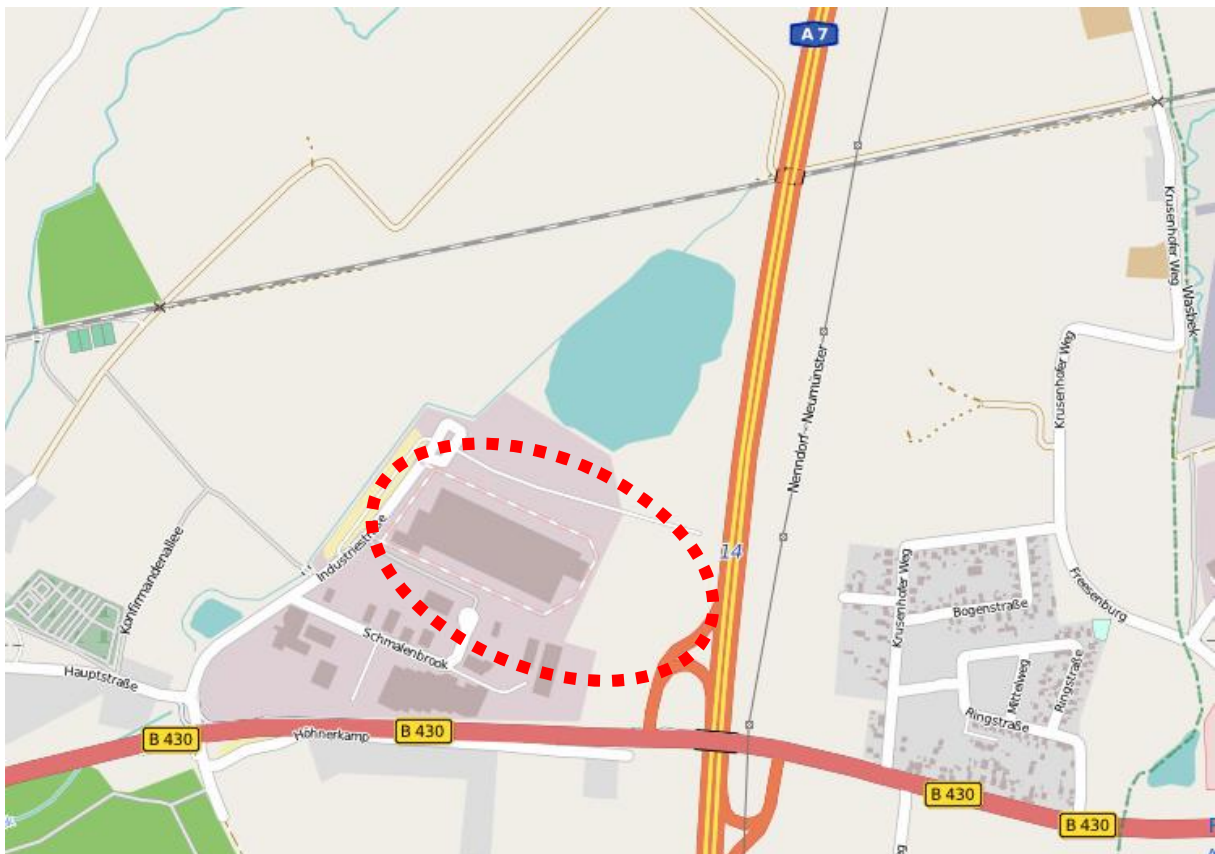 A 7
Krusenhofer Weg
Wasbek
Krusenhofer Weg
Nenndorf - Neumünster
Industriestraße
14
Konfirmandenallee
Krusenhofer Weg
Freesenburg
Bogenstraße
Schmalenbrook
Hauptstraße
Mittelweg
Ringstraße
Ringstraße
B 430
B 430
Höhnerkamp
B 430
B 430